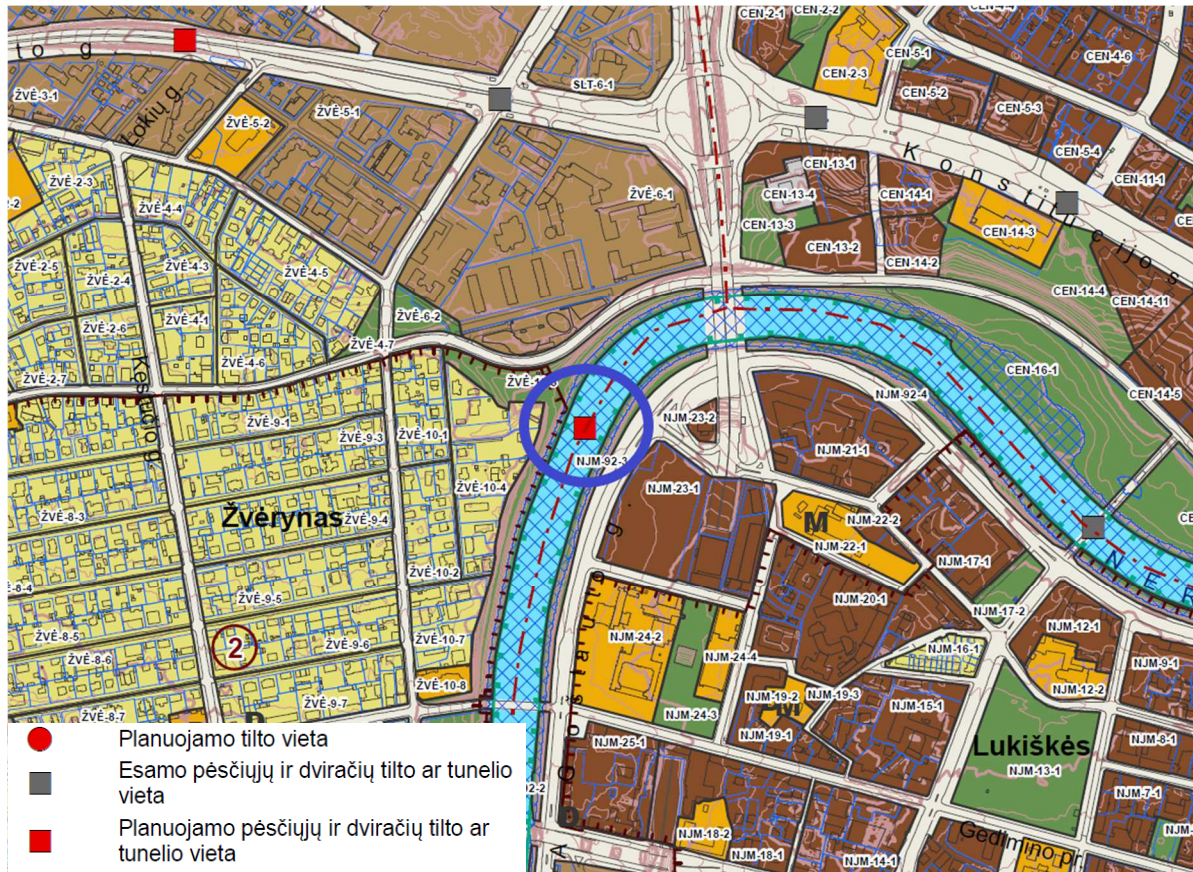 CEN-2-1
CEN-2-2
CEN-4-4
to g.
CEN-5-1
CEN-4-6
CEN-2-3
SLT-6-1
ŽVĖ-3-1
CEN-5-2
CEN-5-3
ŽVĖ-5-1
Lokių g.
ŽVĖ-5-2
CEN-5-4
Konstitucijos
CEN-13-1
CEN-11-1
ŽVĖ-2-3
ŽVĖ-6-1
CEN-13-4
CEN-14-1
ŽVĖ-4-4
CEN-13-3
CEN-14-3
CEN-13-2
ŽVĖ-2-5
ŽVĖ-4-3
CEN-14-2
ŽVĖ-2-4
ŽVĖ-4-5
CEN-14-4
CEN-14-11
ŽVĖ-6-2
ŽVĖ-4-1
ŽVĖ-2-6
ŽVĖ-4-7
ŽVĖ-4-6
CEN-16-1
ŽVĖ-2-7
Kęstučio g.
NJM-92-4
CEN-14-5
NJM-23-2
ŽVĖ-9-1
ŽVĖ-9-3
ŽVĖ-10-1
NJM-21-1
NJM-92-3
ŽVĖ-10-4
NJM-23-1
ŽVĖ-8-3
Žvėrynas
ŽVĖ-9-4
M
NJM-22-2
NJM-22-1
NJM-17-1
ŽVĖ-10-2
ŽVĖ-9-5
NJM-20-1
NJM-17-2
NJM-12-1
ŽVĖ-8-5
ŽVĖ-10-7
NJM-24-2
2
ŽVĖ-9-6
NJM-24-4
NJM-16-1
NJM-9-1
ŽVĖ-8-6
ŽVĖ-10-8
NJM-19-2
NJM-19-3
NJM-12-2
NJM-15-1
ŽVĖ-9-7
M
ŽVĖ-8-7
NJM-24-3
NJM-19-1
NJM-25-1
Lukiškės
NJM-8-1
NJM-13-1
NJM-7-1
NJM-18-2
Gedimino pr.
NJM-18-1
NJM-14-1
Planuojamo tilto vieta
Esamo pėsčiųjų ir dviračių tilto ar tunelio
vieta
Planuojamo pėsčiųjų ir dviračių tilto ar
tunelio vieta